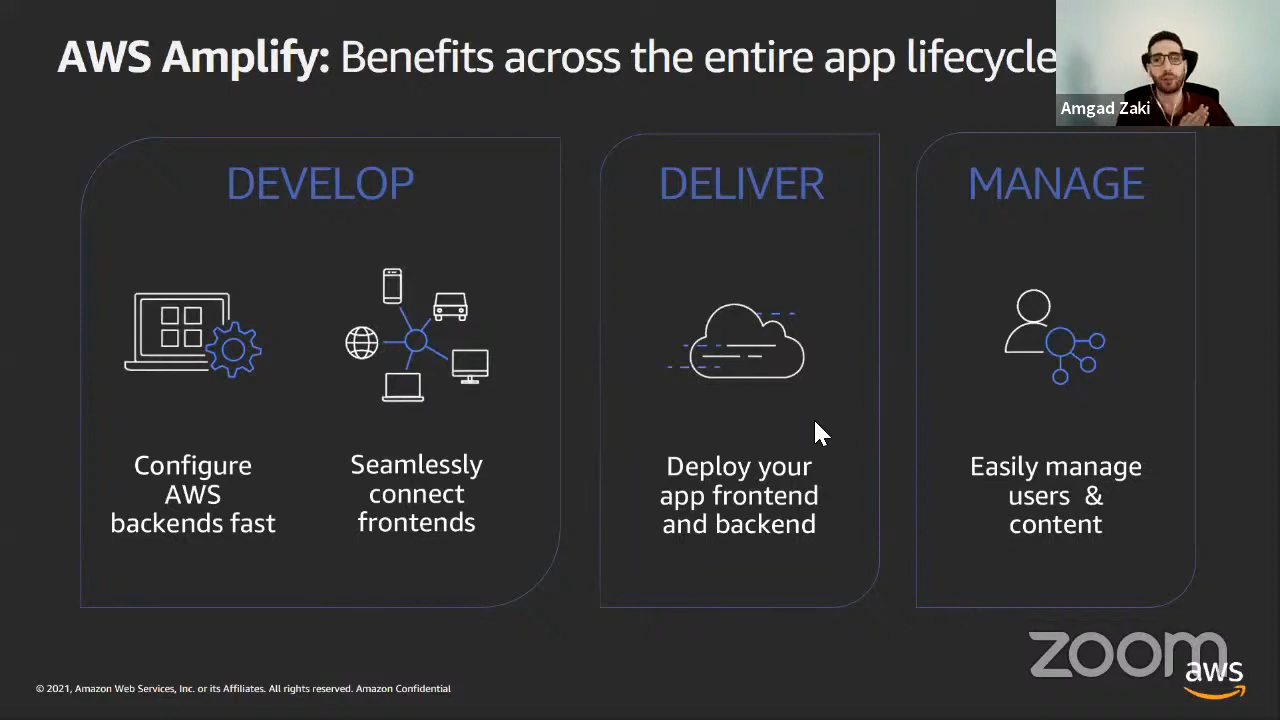 AWS Amplify: Benefits across the entire app lifecycle
Amgad Zaki
DEVELOP
Configure
AWS
backends fast
Seamlessly
connect
frontends
DELIVER
Deploy your
app frontend
and backend
MANAGE
Easily manage
users &
content
zoom
aws
© 2021, Amazon Web Services, Inc. or its Affiliates. All rights reserved. Amazon Confidential